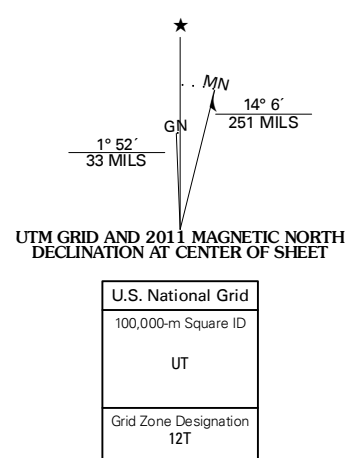 ★
MN
GN
14° 6´
251 MILS
1° 52´
33 MILS
UTM GRID AND 2011 MAGNETIC NORTH
DECLINATION AT CENTER OF SHEET
U.S. National Grid
100,000-m Square ID
UT
Grid Zone Designation
12T